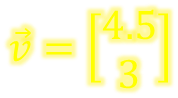 v⃗ = [4.5
3]